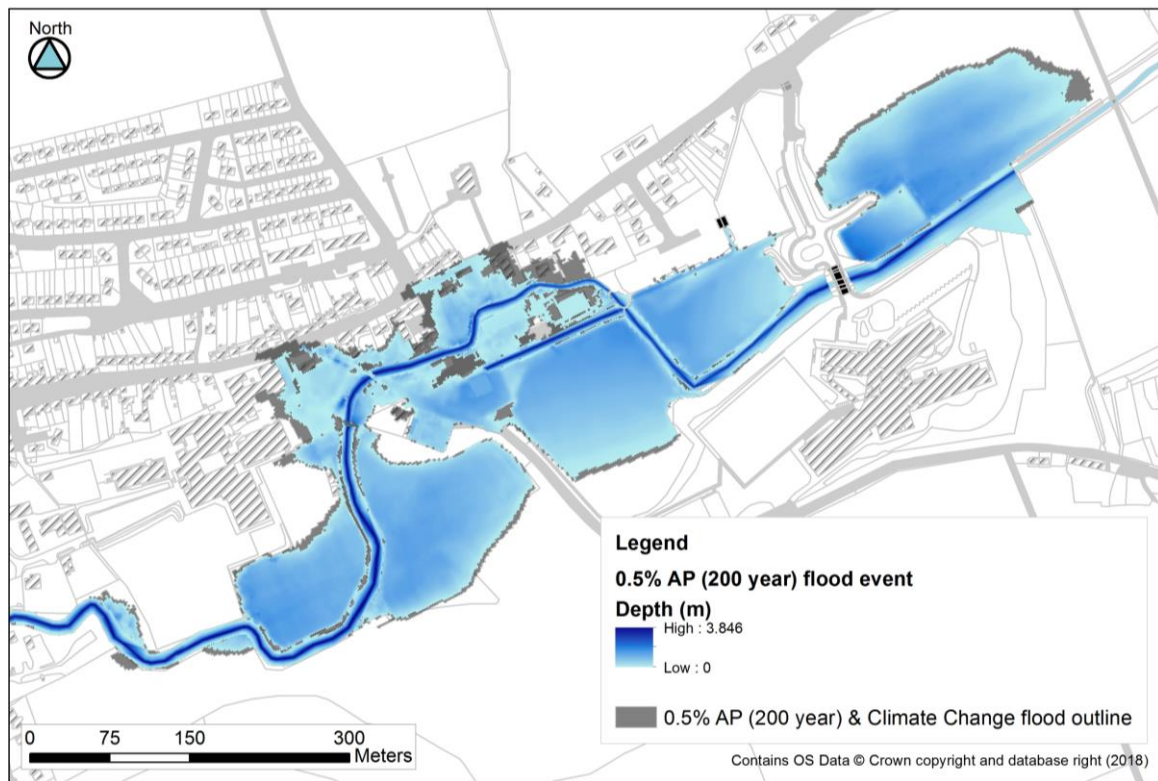 North
Legend
0.5% AP (200 year) flood event
Depth (m)
High : 3.846
Low : 0
0.5% AP (200 year) & Climate Change flood outline
0 75 150 300
Meters
Contains OS Data © Crown copyright and database right (2018)